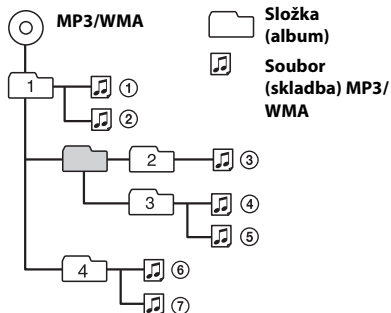 MP3/WMA
Složka
(album)
Soubor
(skladba) MP3/
WMA
1
①
②
2
③
3
④
⑤
4
⑥
⑦